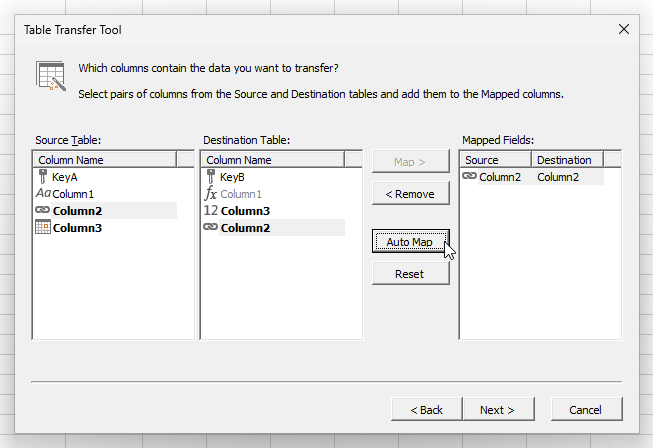 Table Transfer Tool
Which columns contain the data you want to transfer?
Select pairs of columns from the Source and Destination tables and add them to the Mapped columns.
Source Table: Destination Table: Mapped Fields:
Column Name Column Name Map > Source Destination
KeyA KeyB Column2 Column2
Aa Column1 fx Column1 < Remove
Column2 12 Column3
Column3 Column2
Auto Map
Reset
< Back Next > Cancel